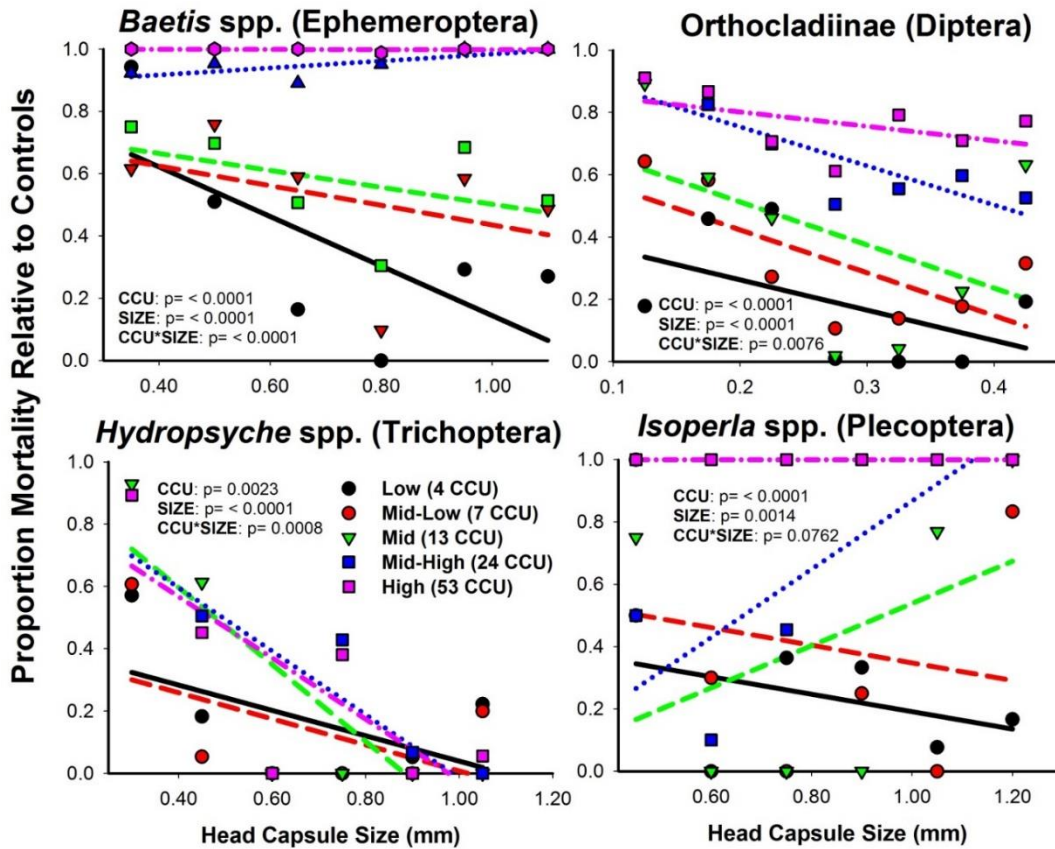 Proportion Mortality Relative to Controls
Baetis spp. (Ephemeroptera)
1.0
0.8
0.6
0.4
0.2
0.0
CCU: p= < 0.0001
SIZE: p= < 0.0001
CCU*SIZE: p= < 0.0001
0.40 0.60 0.80 1.00
Orthocladiinae (Diptera)
1.0
0.8
0.6
0.4
0.2
0.0
CCU: p= < 0.0001
SIZE: p= < 0.0001
CCU*SIZE: p= 0.0076
0.1 0.2 0.3 0.4
Hydropsyche spp. (Trichoptera)
1.0
0.8
0.6
0.4
0.2
0.0
CCU: p= 0.0023
SIZE: p= < 0.0001
CCU*SIZE: p= 0.0008
Low (4 CCU)
Mid-Low (7 CCU)
Mid (13 CCU)
Mid-High (24 CCU)
High (53 CCU)
0.40 0.60 0.80 1.00 1.20
Head Capsule Size (mm)
Isoperla spp. (Plecoptera)
1.0
0.8
0.6
0.4
0.2
0.0
CCU: p= < 0.0001
SIZE: p= 0.0014
CCU*SIZE: p= 0.0762
0.60 0.80 1.00 1.20
Head Capsule Size (mm)